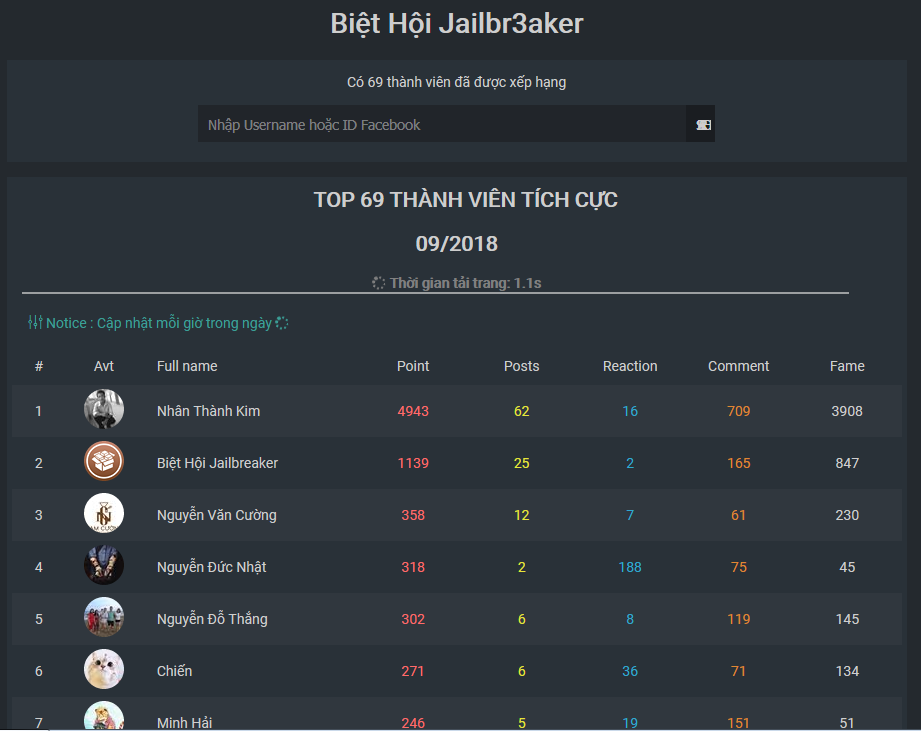 Biệt Hội Jailbr3aker
Có 69 thành viên đã được xếp hạng
Nhập Username hoặc ID Facebook
TOP 69 THÀNH VIÊN TÍCH CỰC
09/2018
Thời gian tải trang: 1.1s
Notice : Cập nhật mỗi giờ trong ngày
# Avt Full name Point Posts Reaction Comment Fame
1 Nhân Thành Kim 4943 62 16 709 3908
2 Biệt Hội Jailbreaker 1139 25 2 165 847
3 Nguyễn Văn Cường 358 12 7 61 230
4 Nguyễn Đức Nhật 318 2 188 75 45
5 Nguyễn Đỗ Thắng 302 6 8 119 145
6 Chiến 271 6 36 71 134
7 Minh Hải 246 5 19 151 51